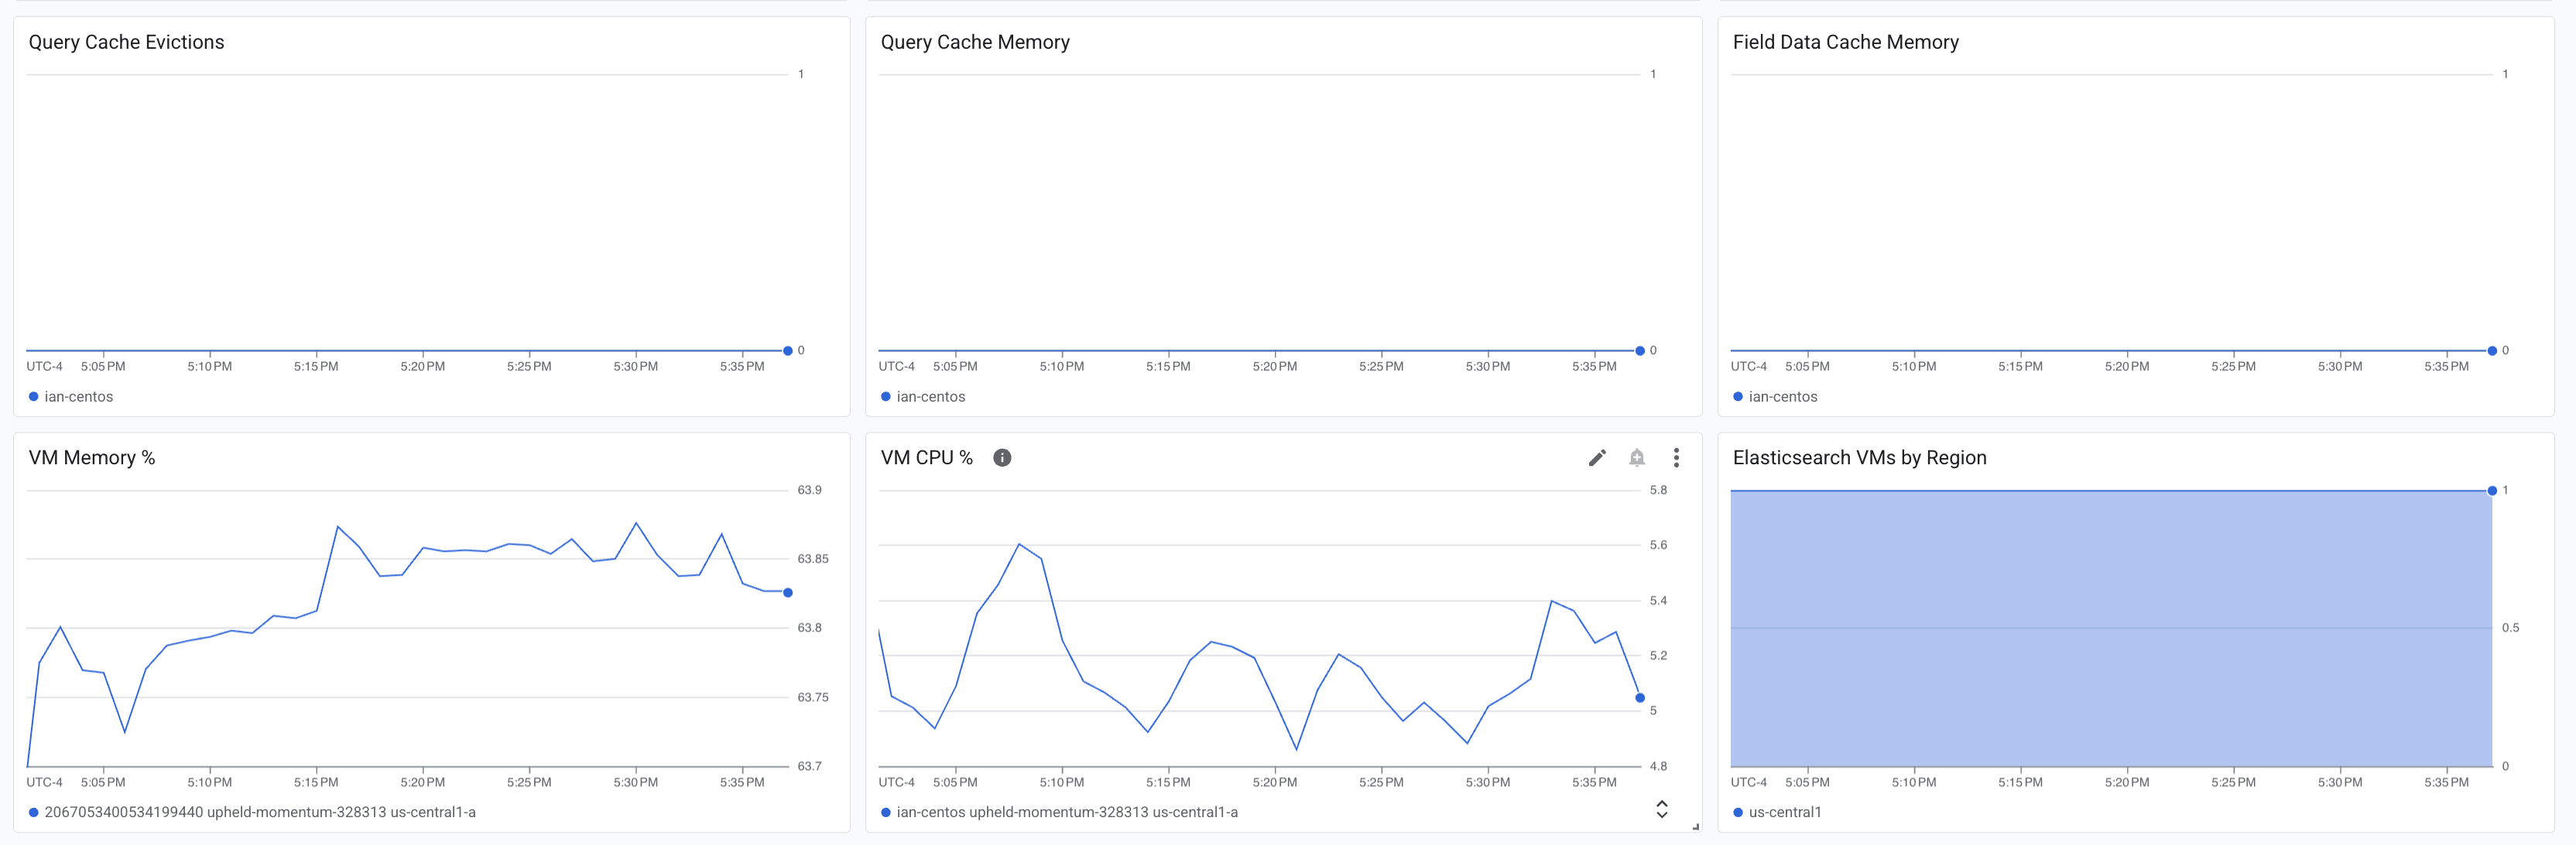 Query Cache Evictions
1
0
UTC-4 5:05 PM 5:10 PM 5:15 PM 5:20 PM 5:25 PM 5:30 PM 5:35 PM
ian-centos
Query Cache Memory
1
0
UTC-4 5:05 PM 5:10 PM 5:15 PM 5:20 PM 5:25 PM 5:30 PM 5:35 PM
ian-centos
Field Data Cache Memory
1
0
UTC-4 5:05 PM 5:10 PM 5:15 PM 5:20 PM 5:25 PM 5:30 PM 5:35 PM
ian-centos
VM Memory %
63.9
63.85
63.8
63.75
63.7
UTC-4 5:05 PM 5:10 PM 5:15 PM 5:20 PM 5:25 PM 5:30 PM 5:35 PM
2067053400534199440 upheld-momentum-328313 us-central1-a
VM CPU %
5.8
5.6
5.4
5.2
5
4.8
UTC-4 5:05 PM 5:10 PM 5:15 PM 5:20 PM 5:25 PM 5:30 PM 5:35 PM
ian-centos upheld-momentum-328313 us-central1-a
Elasticsearch VMs by Region
1
0.5
0
UTC-4 5:05 PM 5:10 PM 5:15 PM 5:20 PM 5:25 PM 5:30 PM 5:35 PM
us-central1